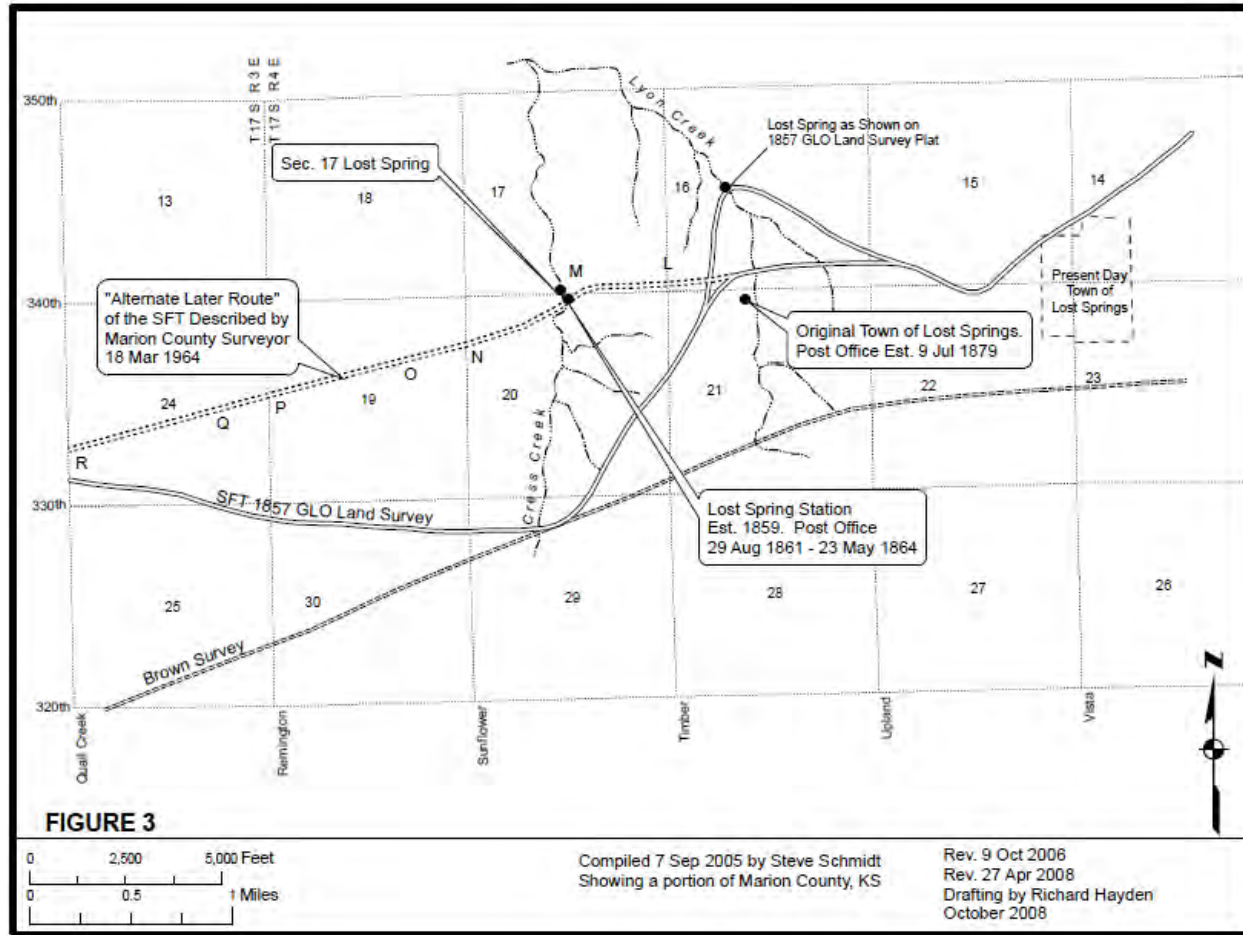 T 17 S R 3 E
T 17 S R4 E
350th
Lyon Creek
Lost Spring as Shown on
1857 GLO Land Survey Plat
Sec. 17 Lost Spring
13
18
17
16
15
14
M
L
340th
"Alternate Later Route"
of the SFT Described by
Marion County Surveyor
18 Mar 1964
Present Day
Town of
Lost Springs
Original Town of Lost Springs.
Post Office Est. 9 Jul 1879
N
O
P
Q
R
24
19
20
21
22
23
Cress Creek
SFT 1857 GLO Land Survey
330th
Lost Spring Station
Est. 1859. Post Office
29 Aug 1861 - 23 May 1864
25
30
29
28
27
26
Brown Survey
320th
Quail Creek
Remington
Sunflower
Timber
Upland
Vista
N
FIGURE 3
0 2,500 5,000 Feet
0 0.5 1 Miles
Compiled 7 Sep 2005 by Steve Schmidt
Showing a portion of Marion County, KS
Rev. 9 Oct 2006
Rev. 27 Apr 2008
Drafting by Richard Hayden
October 2008